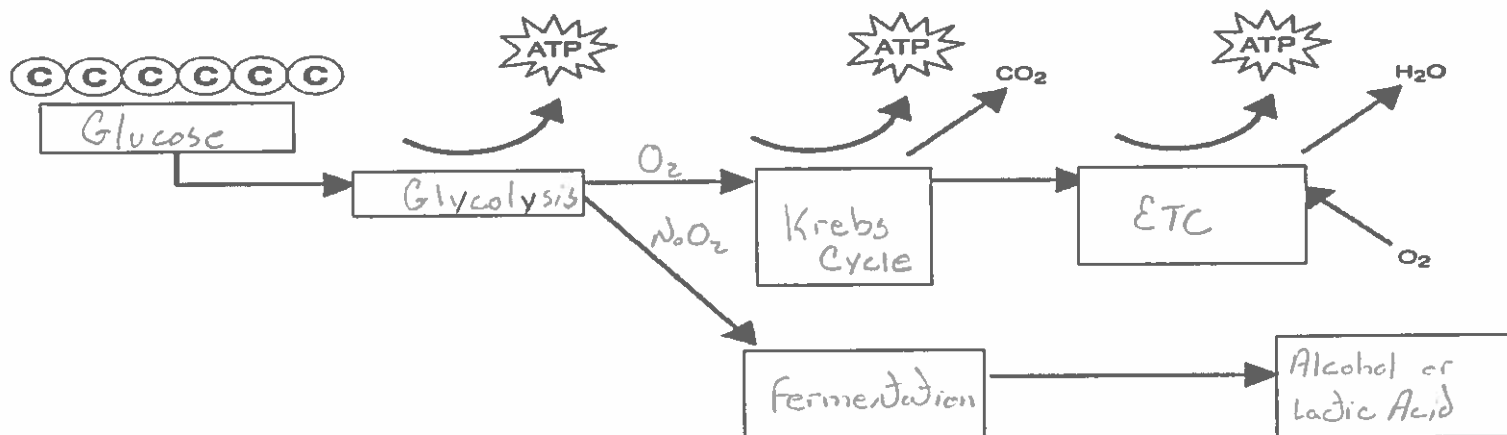 ATP
ATP
ATP
C C C C C C
CO₂
H₂O
Glucose
O₂
Glycolysis
Krebs
Cycle
ETC
No O₂
O₂
Fermentation
Alcohol or
Lactic Acid